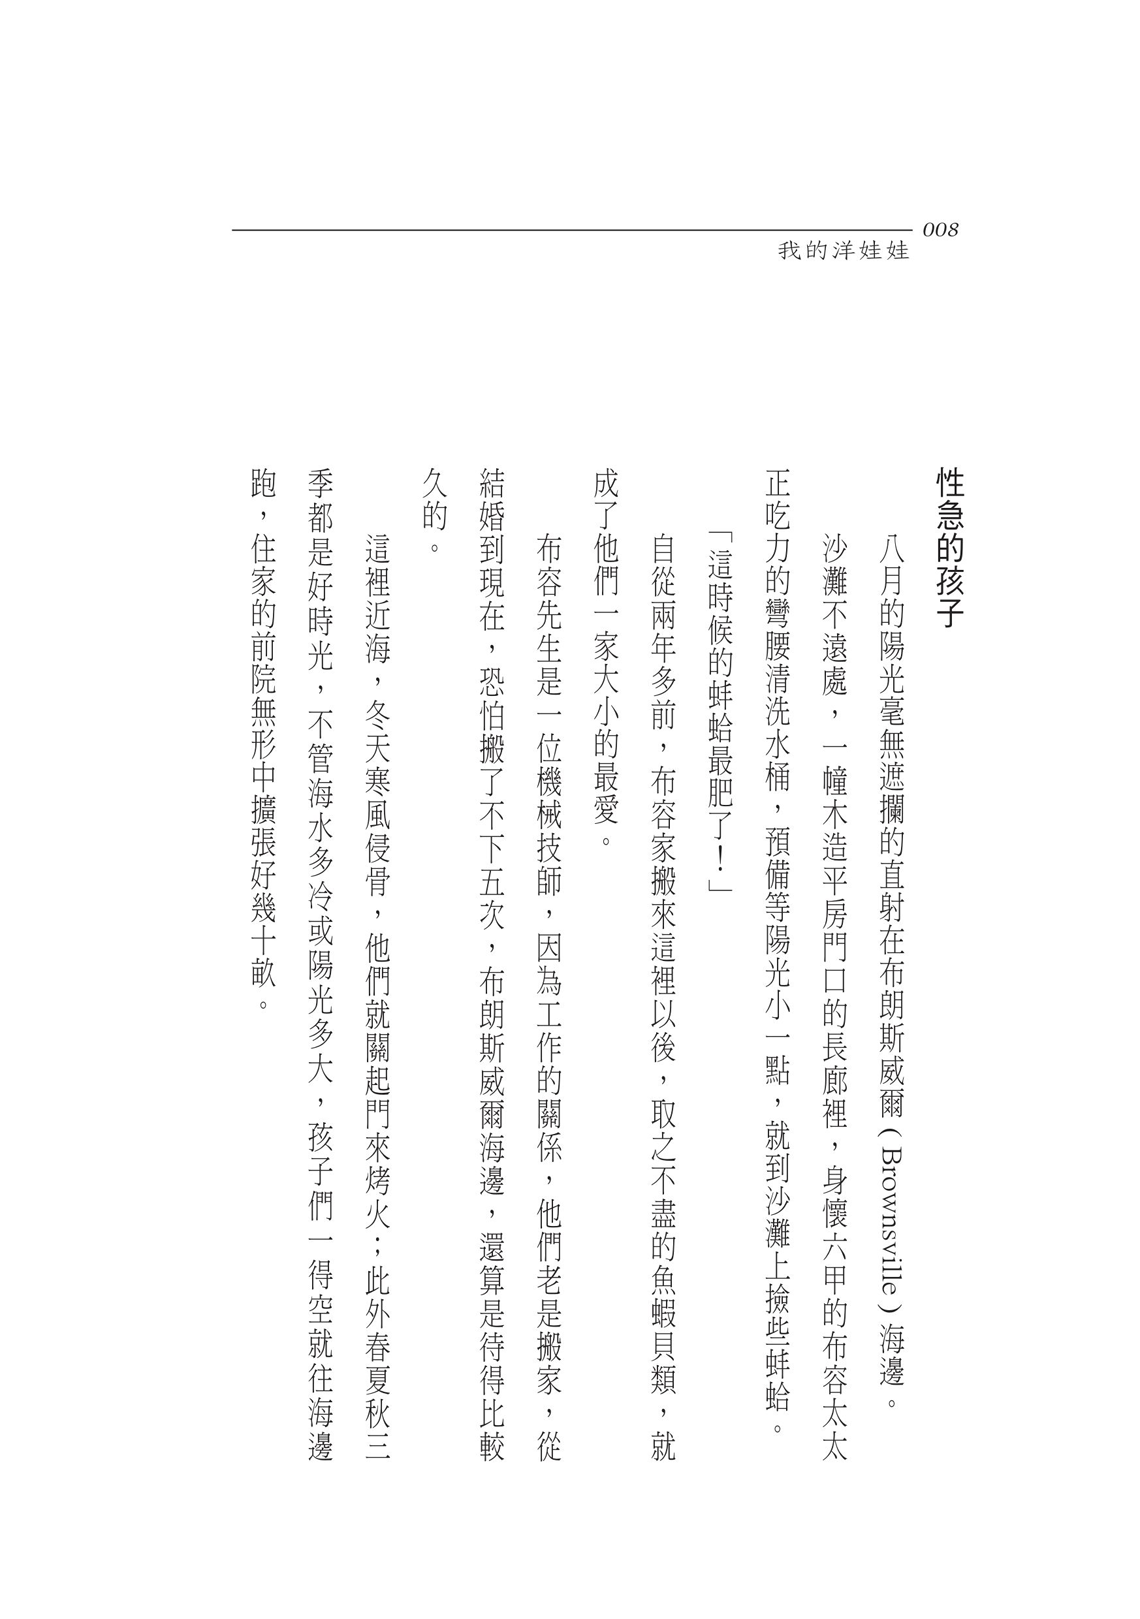 008
我的洋娃娃
性急的孩子
八月的陽光毫無遮攔的直射在布朗斯威爾(Brownsville)海邊。
沙灘不遠處，一幢木造平房門口的長廊裡，身懷六甲的布容太太
正吃力的彎腰清洗水桶，預備等陽光小一點，就到沙灘上撿些蚌蛤。
「這時候的蚌蛤最肥了！」
自從兩年多前，布容家搬來這裡以後，取之不盡的魚蝦貝類，就
成了他們一家大小的最愛。
布容先生是一位機械技師，因為工作的關係，他們老是搬家，從
結婚到現在，恐怕搬了不下五次，布朗斯威爾海邊，還算是待得比較
久的。
這裡近海，冬天寒風侵骨，他們就關起門來烤火；此外春夏秋三
季都是好時光，不管海水多冷或陽光多大，孩子們一得空就往海邊
跑，住家的前院無形中擴張好幾十畝。